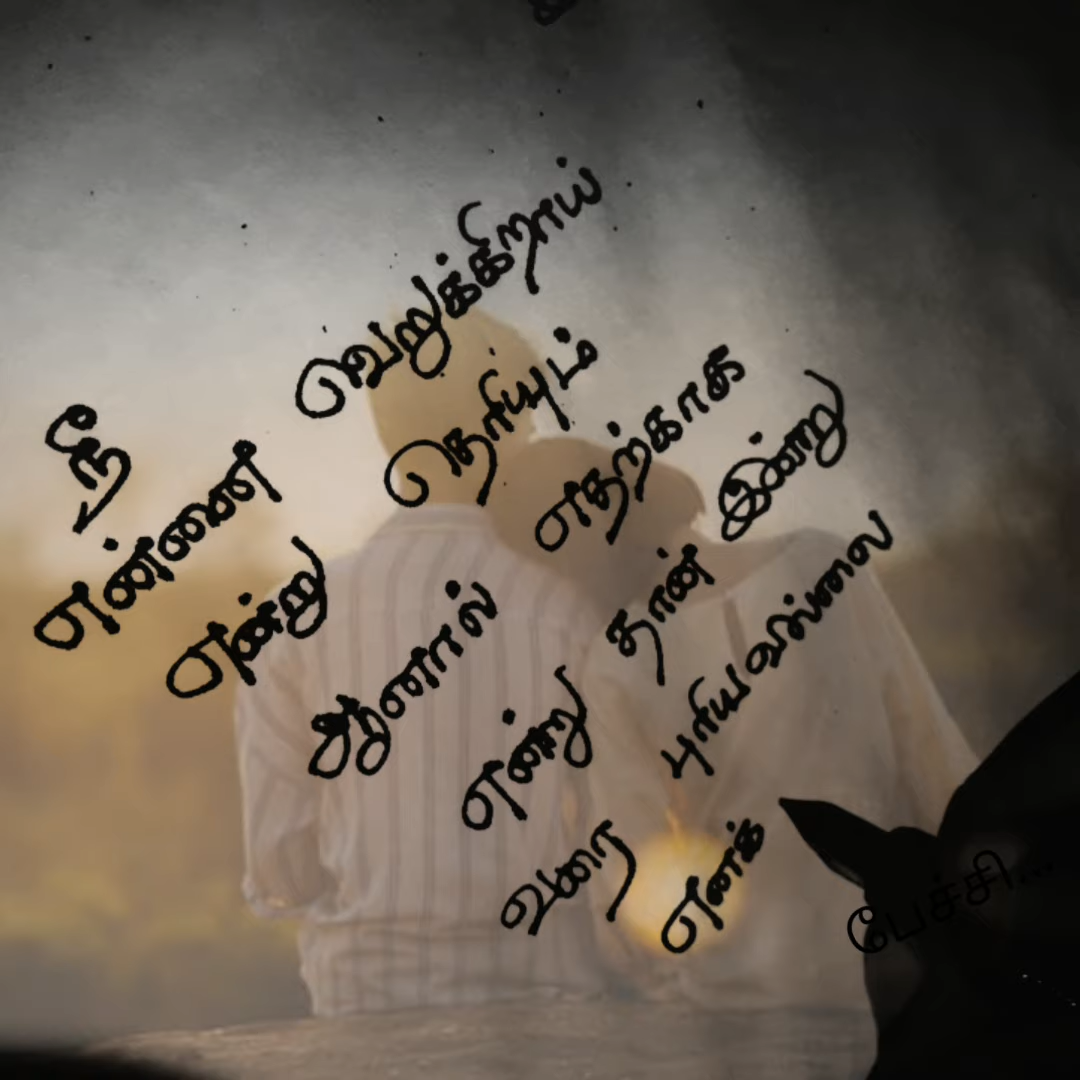 நீ
என்னை வெறுக்கிறாய்
என்று தெரியும்
ஆனால் எதற்காக
என்று தான் இன்று
வரை புரியவில்லை
எனக்
பேச்சி...